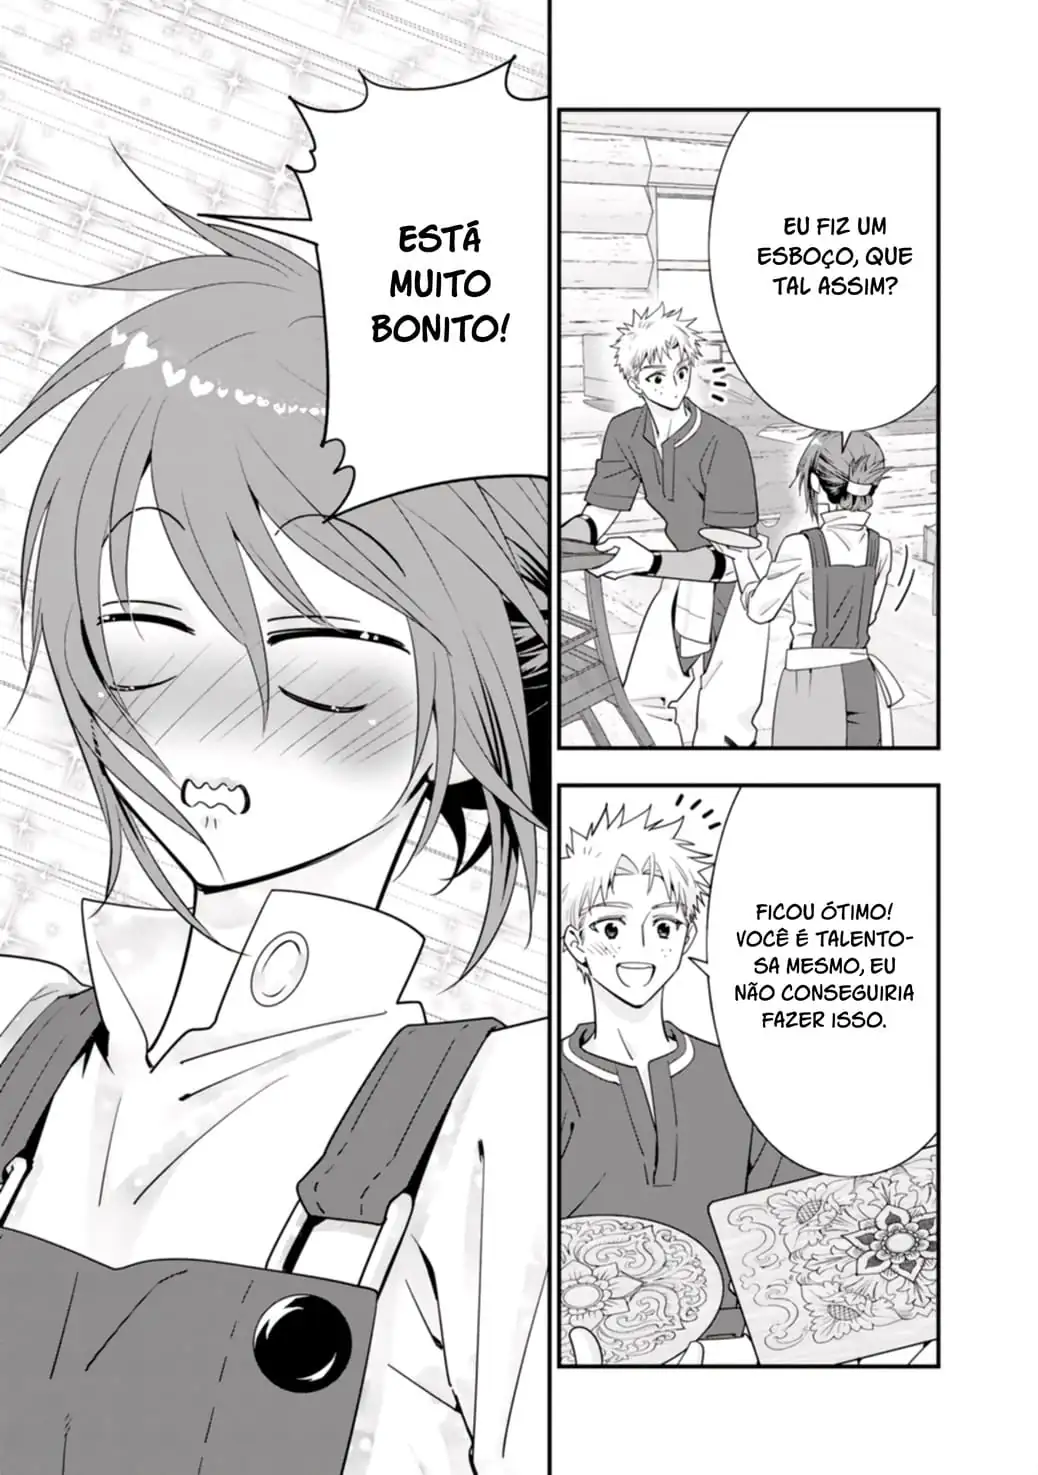 EU FIZ UM
ESBOÇO, QUE
TAL ASSIM?
FICOU ÓTIMO!
VOCÊ É TALENTO-
SA MESMO, EU
NÃO CONSEGUIRIA
FAZER ISSO.
ESTÁ
MUITO
BONITO!